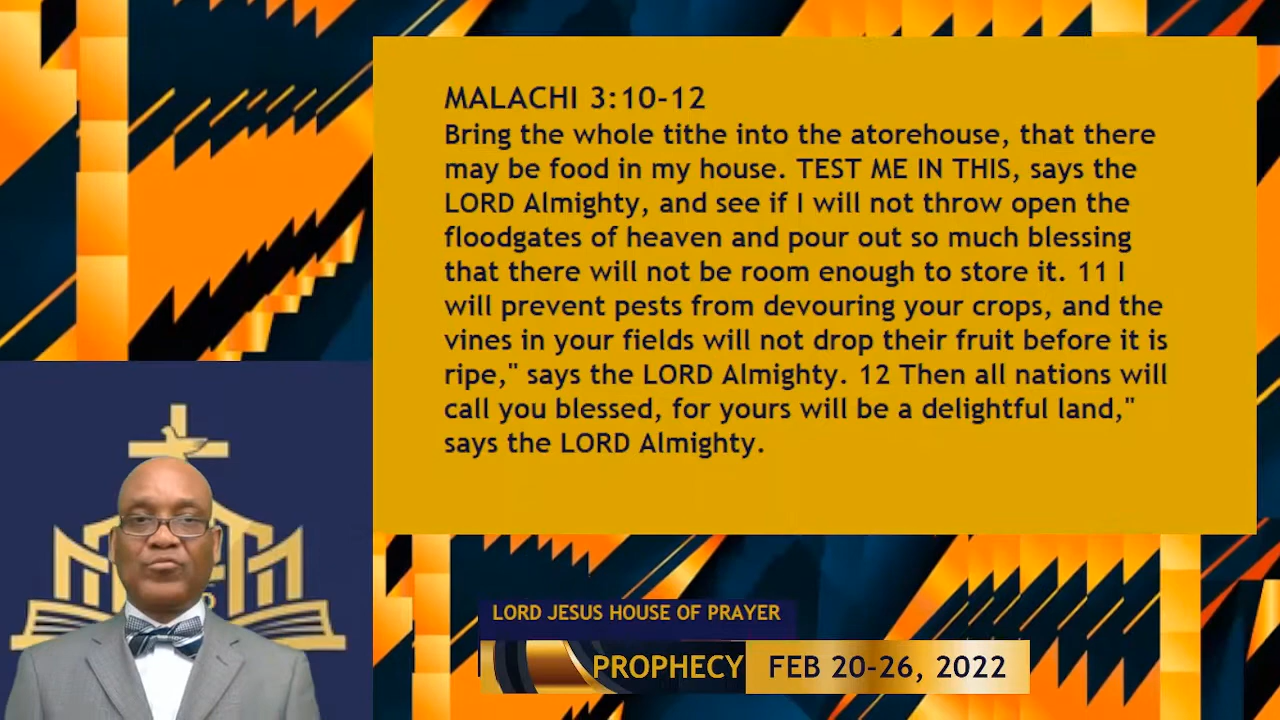 MALACHI 3:10-12
Bring the whole tithe into the atorehouse, that there
may be food in my house. TEST ME IN THIS, says the
LORD Almighty, and see if I will not throw open the
floodgates of heaven and pour out so much blessing
that there will not be room enough to store it. 11 I
will prevent pests from devouring your crops, and the
vines in your fields will not drop their fruit before it is
ripe," says the LORD Almighty. 12 Then all nations will
call you blessed, for yours will be a delightful land,"
says the LORD Almighty.
LORD JESUS HOUSE OF PRAYER
PROPHECY FEB 20-26, 2022